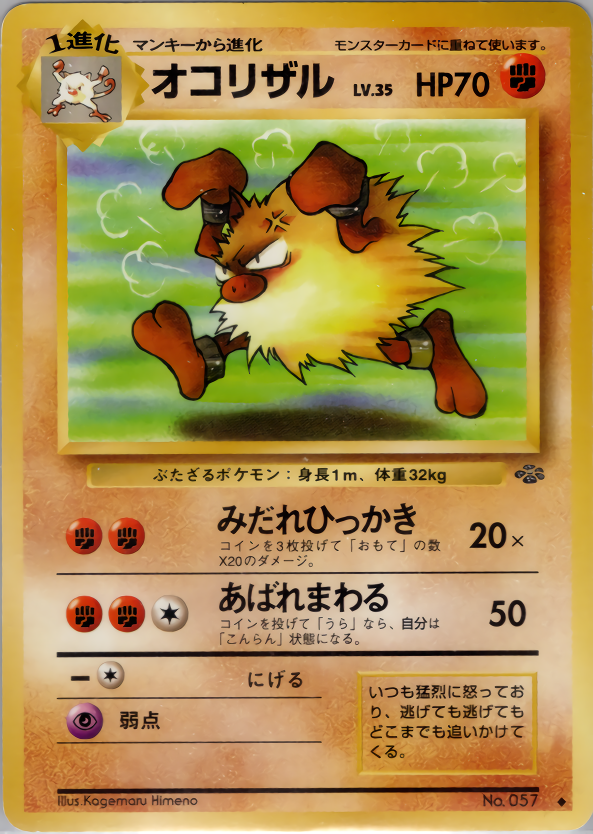 1進化
マンキーから進化
モンスターカードに重ねて使います。
オコリザル LV.35 HP70
ぶたざるポケモン：身長1m、体重32kg
みだれひっかき 20×
コインを3枚投げて「おもて」の数
X20のダメージ。
あばれまわる 50
コインを投げて「うら」なら、自分は
「こんらん」状態になる。
にげる
弱点
いつも猛烈に怒ってお
り、逃げても逃げても
どこまでも追いかけて
くる。
Illus.Kagemaru Himeno
No. 057